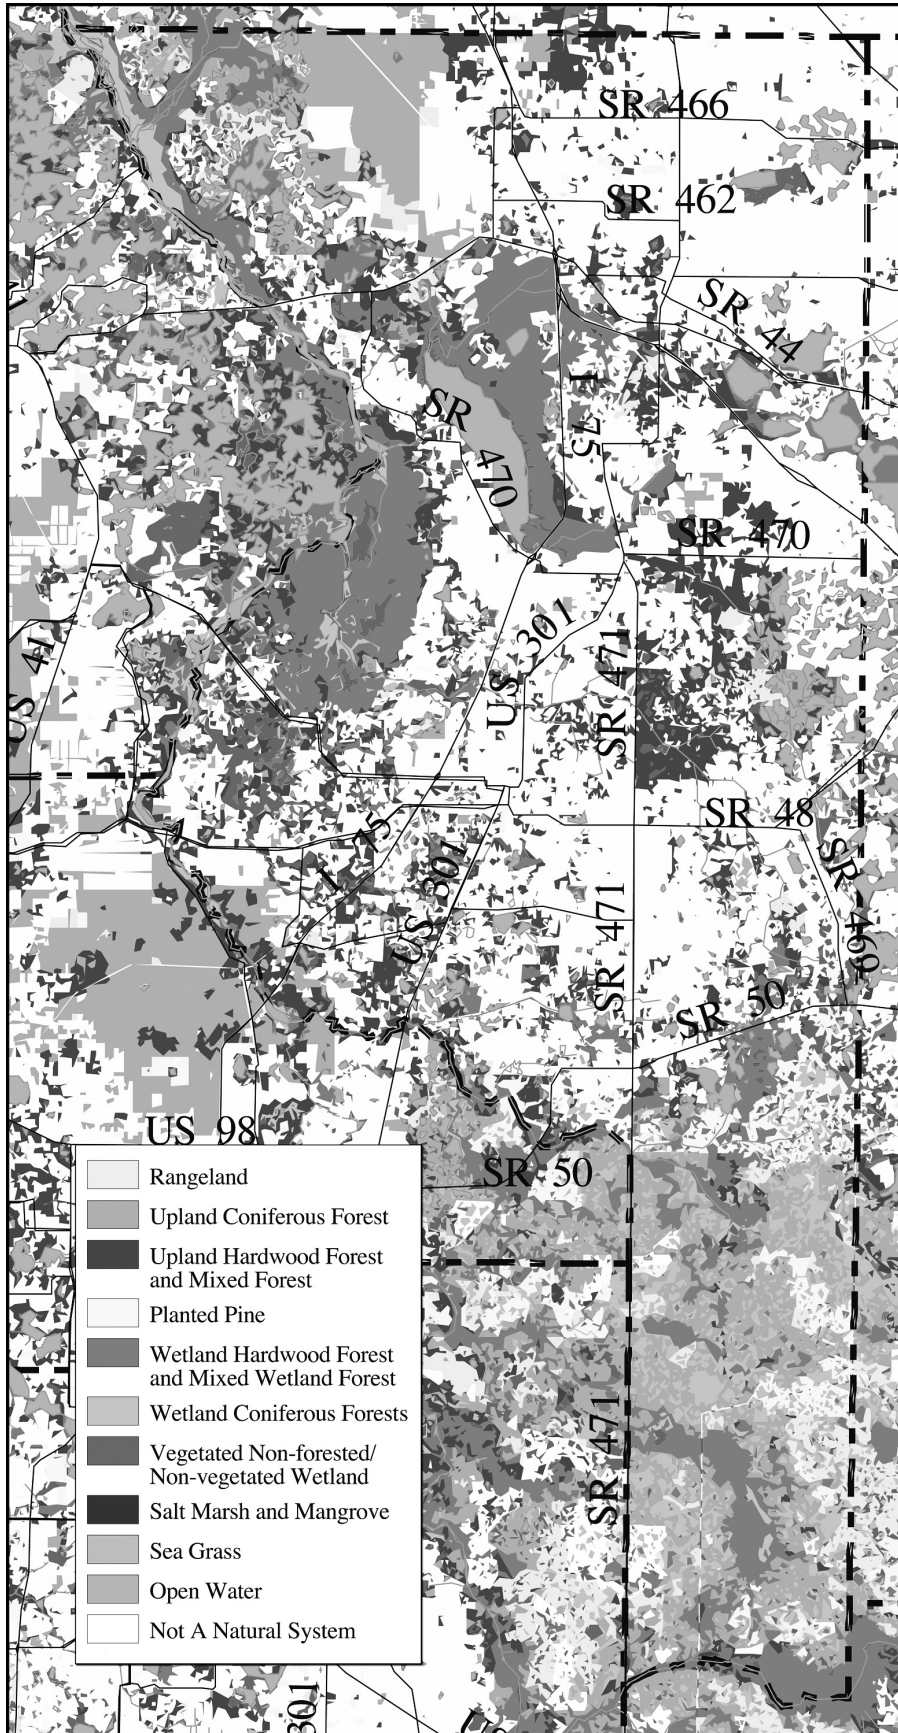 SR 466
SR 462
SR 44
I 75
SR 470
SR 470
US 301
SR 471
US 41
SR 48
I 75
US 301
SR 469
SR 471
SR 50
US 98
SR 50
Rangeland
Upland Coniferous Forest
Upland Hardwood Forest
and Mixed Forest
Planted Pine
Wetland Hardwood Forest
and Mixed Wetland Forest
Wetland Coniferous Forests
Vegetated Non-forested/
Non-vegetated Wetland
Salt Marsh and Mangrove
Sea Grass
Open Water
Not A Natural System
SR 471
301
US